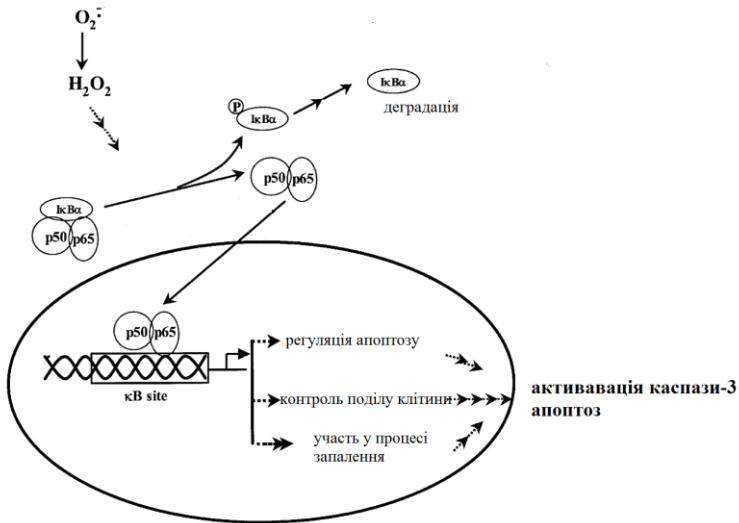 O₂⁻̇
H₂O₂
P
IκBα
IκBα
деградація
p50 p65
IκBα
p50 p65
p50 p65
κB site
регуляція апоптозу
контроль поділу клітини
участь у процесі
запалення
активавація каспази-3
апоптоз